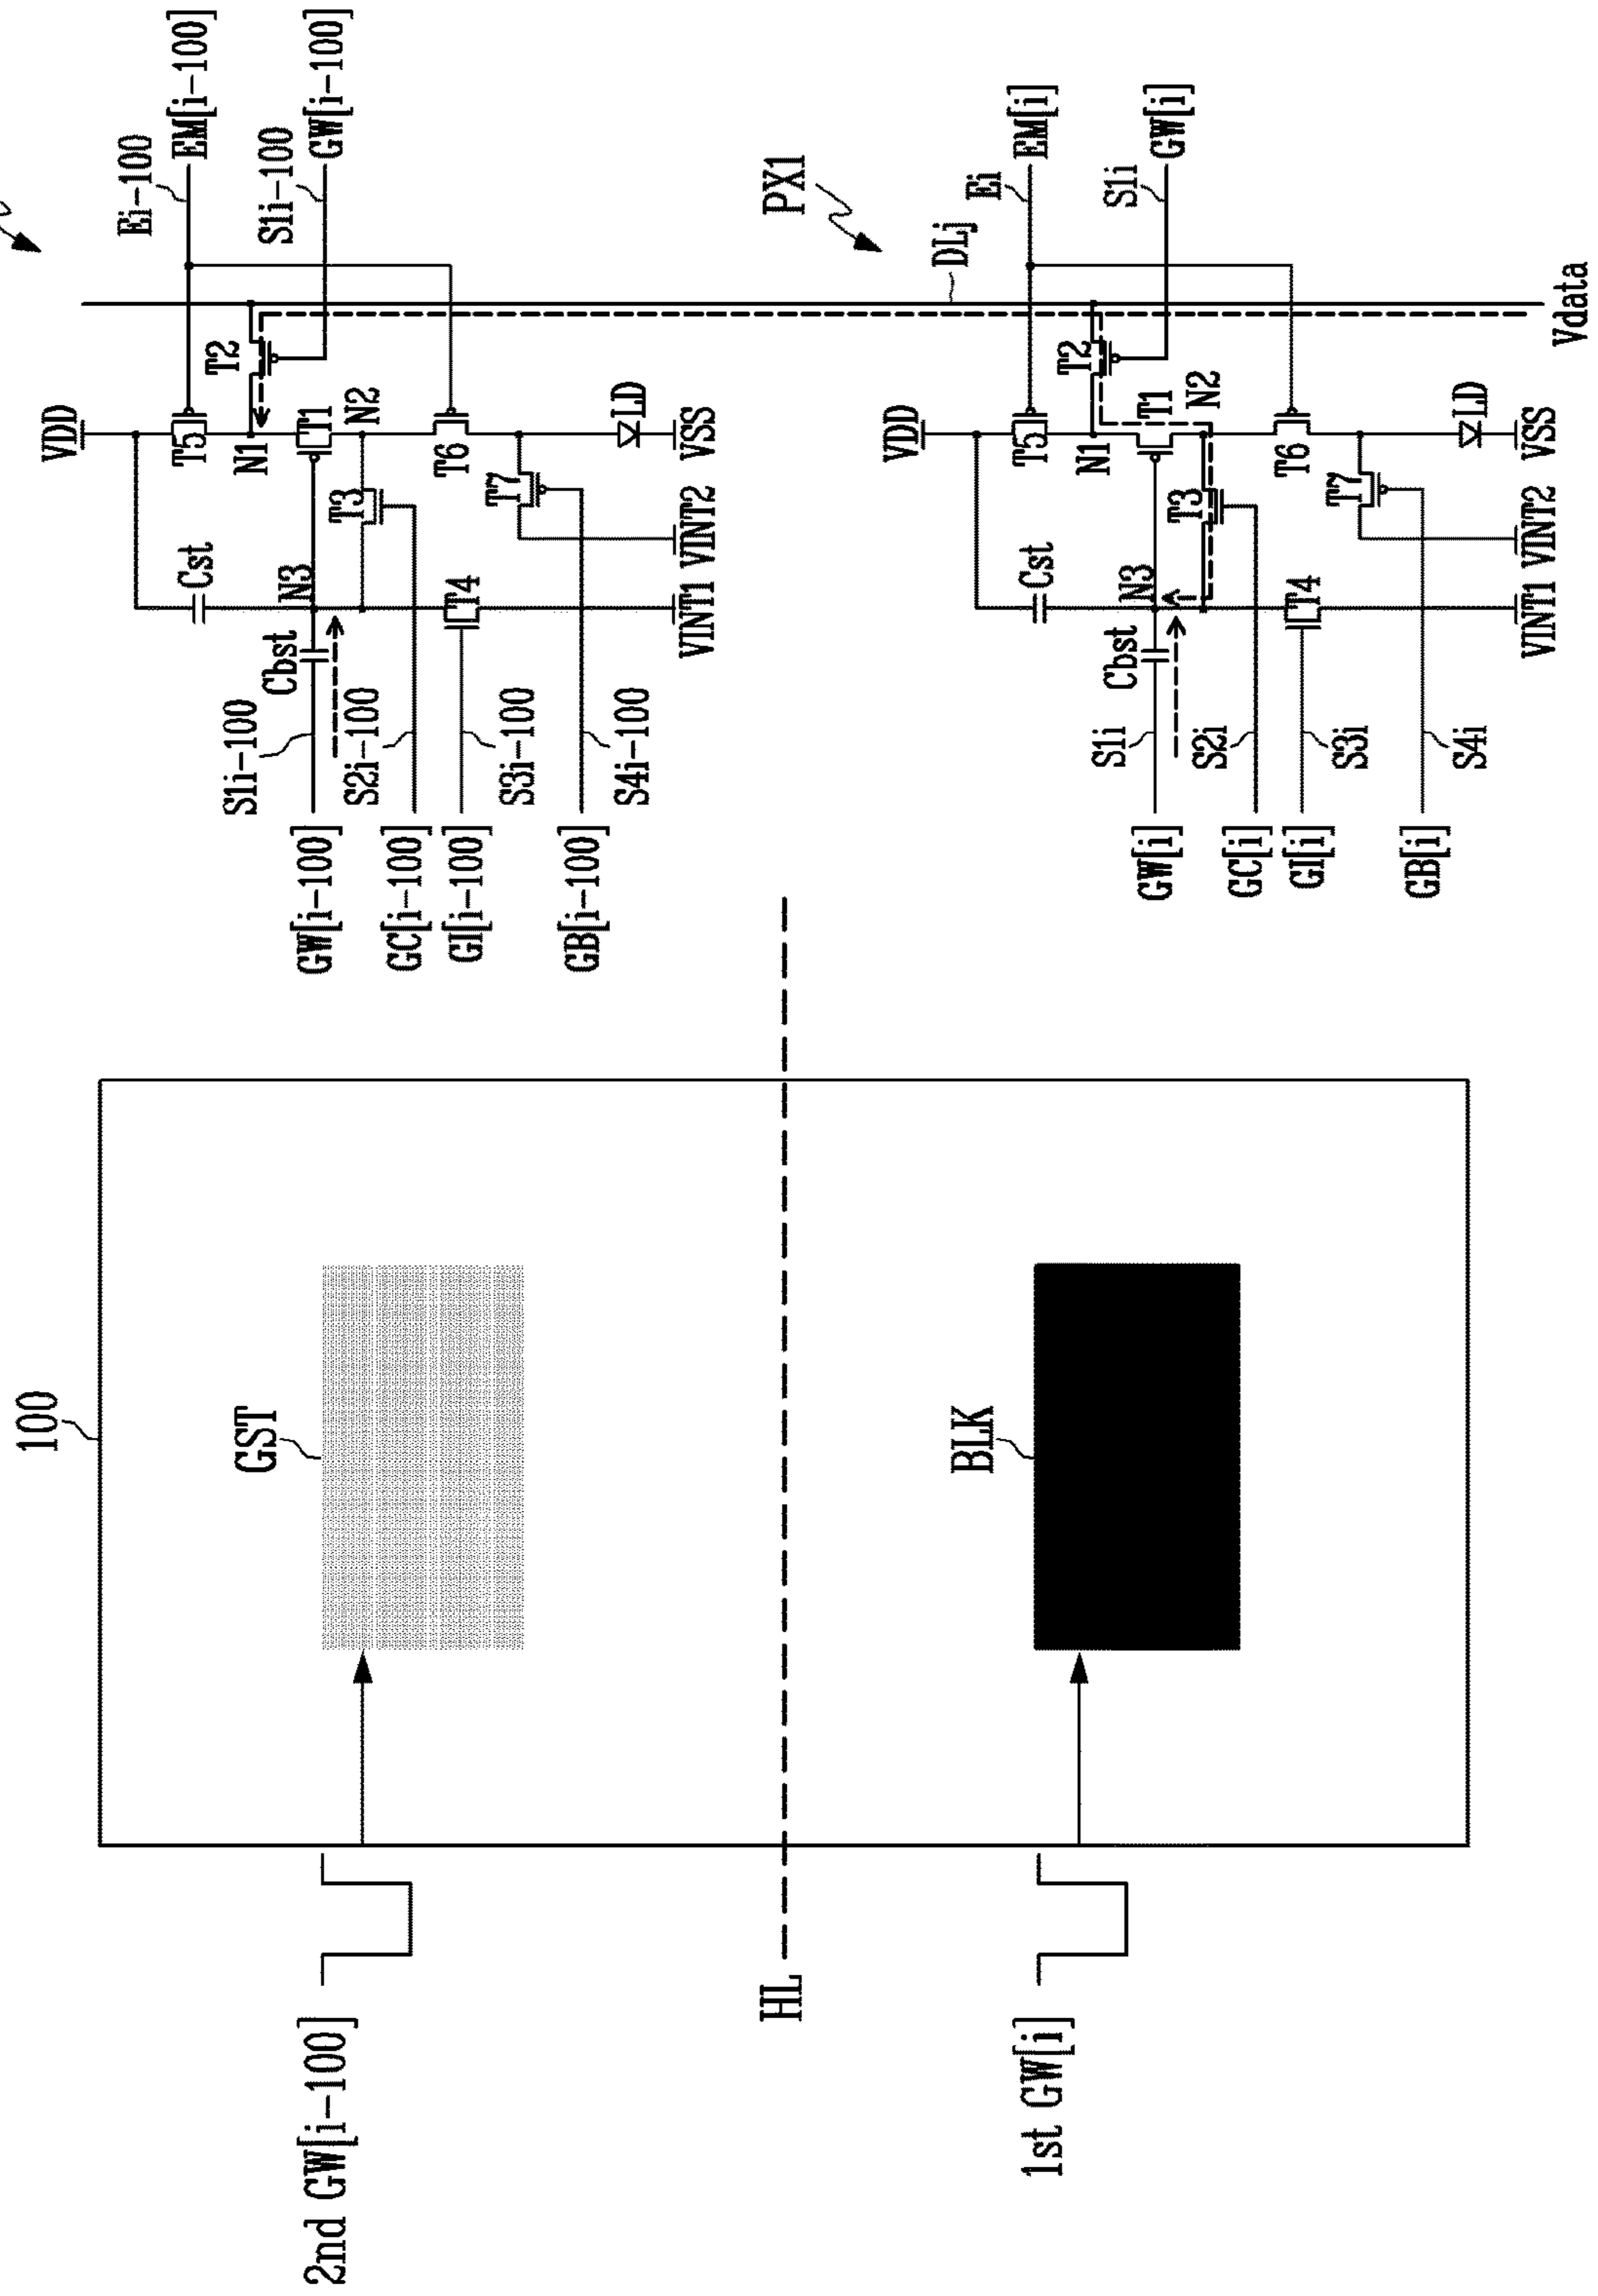 100
GST
BLK
2nd GW[i-100]
HL
1st GW[i]
VDD
T5
N1
T2
T1
N2
T3
N3
Cst
Cbst
T4
T6
T7
LD
VSS
VINT2
VINT1
Ei-100
EM[i-100]
S1i-100
GW[i-100]
S1i-100
GW[i-100]
S2i-100
GC[i-100]
S3i-100
GI[i-100]
S4i-100
GB[i-100]
PX1
DLj
Vdata
VDD
T5
N1
T2
T1
N2
T3
N3
Cst
Cbst
T4
T6
T7
LD
VSS
VINT2
VINT1
Ei
EM[i]
S1i
GW[i]
S1i
GW[i]
S2i
GC[i]
S3i
GI[i]
S4i
GB[i]